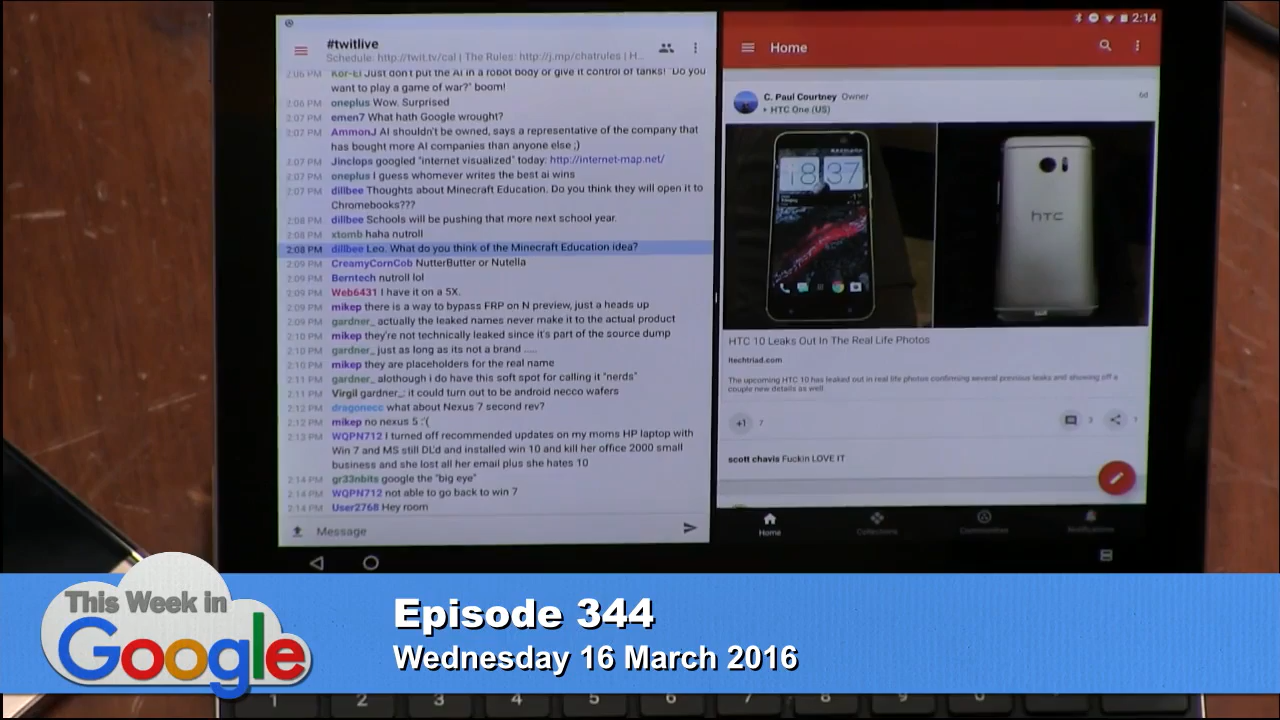 #twitlive
Schedule: http://twit.tv/cal | The Rules: http://j.mp/chatrules | H...
2:06 PM Kor-El Just don't put the AI in a robot body or give it control of tanks! "Do you
want to play a game of war?" boom!
2:06 PM oneplus Wow. Surprised
2:07 PM emen7 What hath Google wrought?
2:07 PM AmmonJ AI shouldn't be owned, says a representative of the company that
has bought more AI companies than anyone else ;)
2:07 PM Jinclops googled "internet visualized" today: http://internet-map.net/
2:07 PM oneplus I guess whomever writes the best ai wins
2:07 PM dillbee Thoughts about Minecraft Education. Do you think they will open it to
Chromebooks???
2:08 PM dillbee Schools will be pushing that more next school year.
2:08 PM xtomb haha nutroll
2:08 PM dillbee Leo. What do you think of the Minecraft Education idea?
2:09 PM CreamyCornCob NutterButter or Nutella
2:09 PM Berntech nutroll lol
2:09 PM Web6431 I have it on a 5X.
2:09 PM mikep there is a way to bypass FRP on N preview, just a heads up
2:09 PM gardner_ actually the leaked names never make it to the actual product
2:10 PM mikep they're not technically leaked since it's part of the source dump
2:10 PM gardner_ just as long as its not a brand .....
2:10 PM mikep they are placeholders for the real name
2:11 PM gardner_ alothough i do have this soft spot for calling it "nerds"
2:11 PM Virgil gardner_: it could turn out to be android necco wafers
2:12 PM dragonecc what about Nexus 7 second rev?
2:12 PM mikep no nexus 5 :'(
2:13 PM WQPN712 I turned off recommended updates on my moms HP laptop with
Win 7 and MS still DL'd and installed win 10 and kill her office 2000 small
business and she lost all her email plus she hates 10
2:14 PM gr33nbits google the "big eye"
2:14 PM WQPN712 not able to go back to win 7
2:14 PM User2768 Hey room
Message
2:14
Home
C. Paul Courtney Owner
6d
HTC One (US)
18 37
hTC
HTC 10 Leaks Out In The Real Life Photos
ltechtriad.com
The upcoming HTC 10 has leaked out in real life photos confirming several previous leaks and showing off a
couple new details as well
+1 7 3 1
scott chavis Fuckin LOVE IT
Home Collections Communities Notifications
This Week in
Google
Episode 344
Wednesday 16 March 2016
1 2 3 4 5 6 7 8 9 0